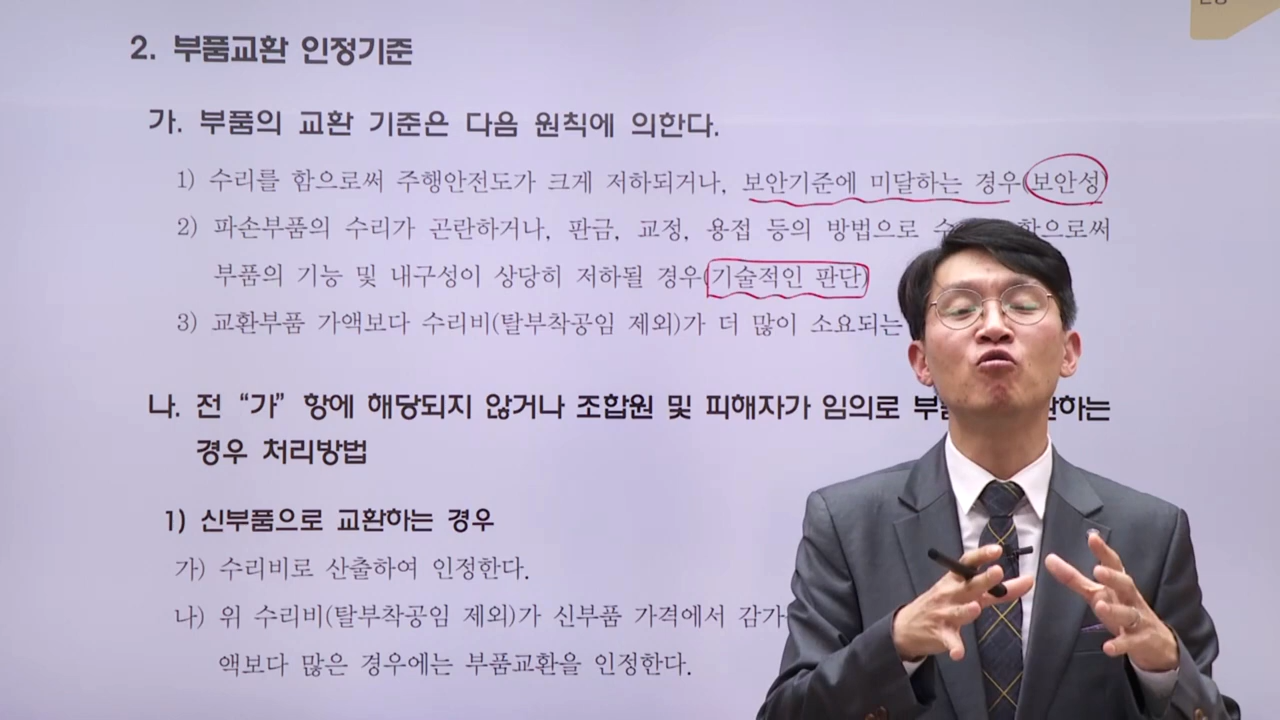 2. 부품교환 인정기준
가. 부품의 교환 기준은 다음 원칙에 의한다.
1) 수리를 함으로써 주행안전도가 크게 저하되거나, 보안기준에 미달하는 경우(보안성
2) 파손부품의 수리가 곤란하거나, 판금, 교정, 용접 등의 방법으로 함으로써
부품의 기능 및 내구성이 상당히 저하될 경우(기술적인 판단)
3) 교환부품 가액보다 수리비(탈부착공임 제외)가 더 많이 소요되는
나. 전 “가” 항에 해당되지 않거나 조합원 및 피해자가 임의로
경우 처리방법
1) 신부품으로 교환하는 경우
가) 수리비로 산출하여 인정한다.
나) 위 수리비(탈부착공임 제외)가 신부품 가격에서 감가
액보다 많은 경우에는 부품교환을 인정한다.